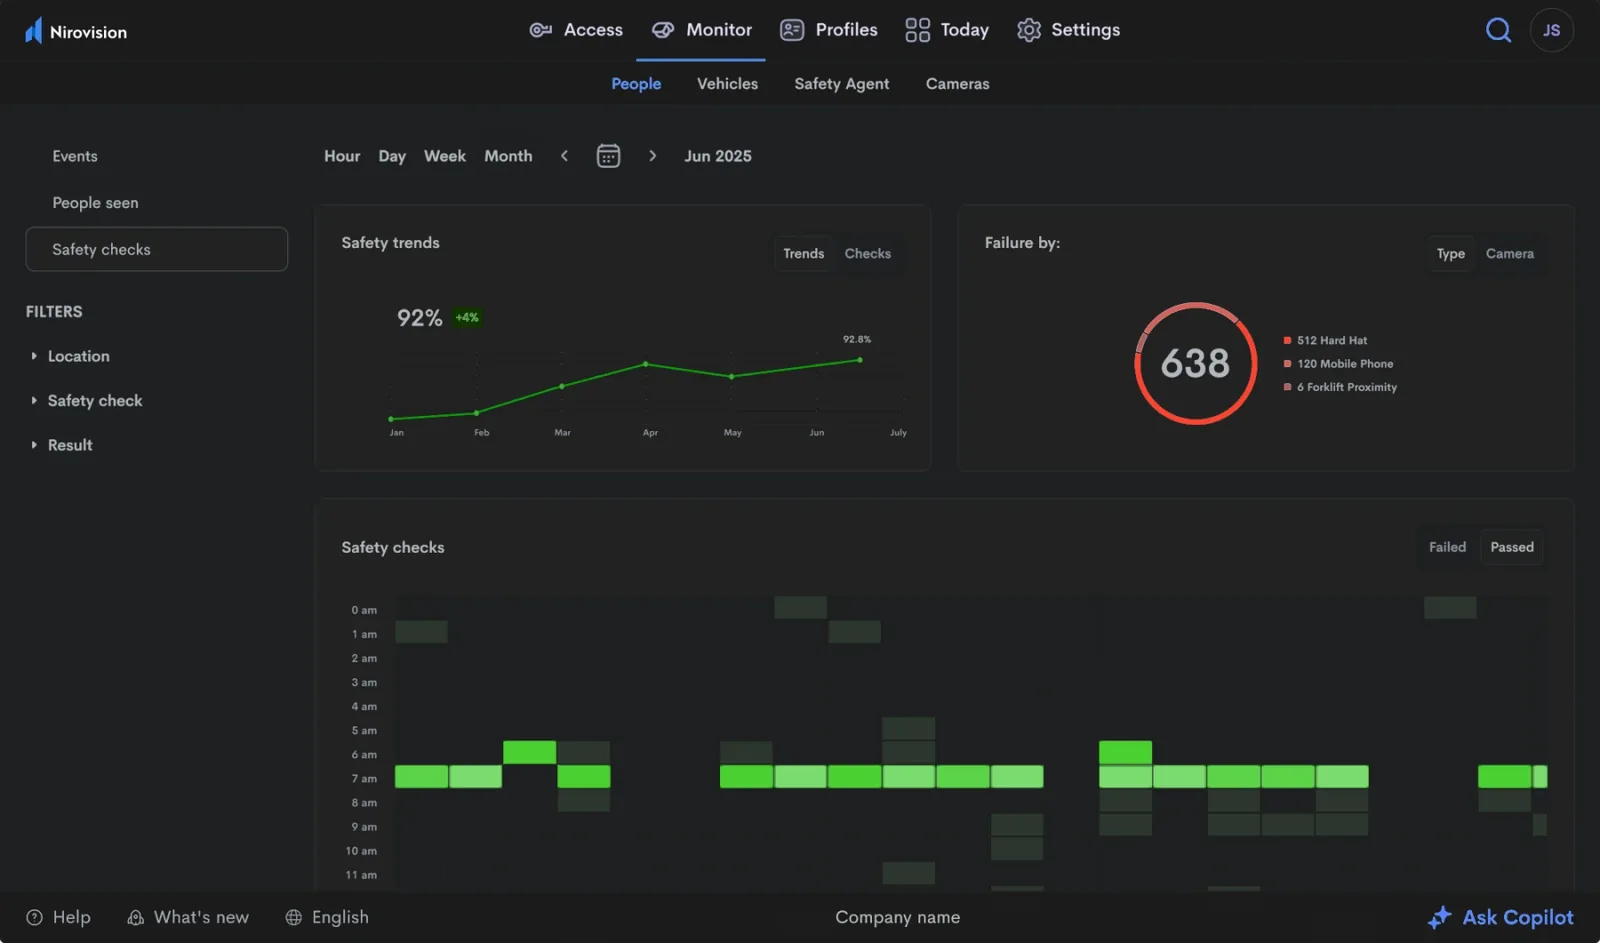 Nirovision
Access
Monitor
Profiles
Today
Settings
JS
People
Vehicles
Safety Agent
Cameras
Events
People seen
Safety checks
FILTERS
Location
Safety check
Result
Hour Day Week Month
Jun 2025
Safety trends
Trends Checks
92% +4%
92.8%
Jan Feb Mar Apr May Jun July
Failure by:
Type Camera
638
512 Hard Hat
120 Mobile Phone
6 Forklift Proximity
Safety checks
Failed Passed
0 am
1 am
2 am
3 am
4 am
5 am
6 am
7 am
8 am
9 am
10 am
11 am
Help
What's new
English
Company name
Ask Copilot